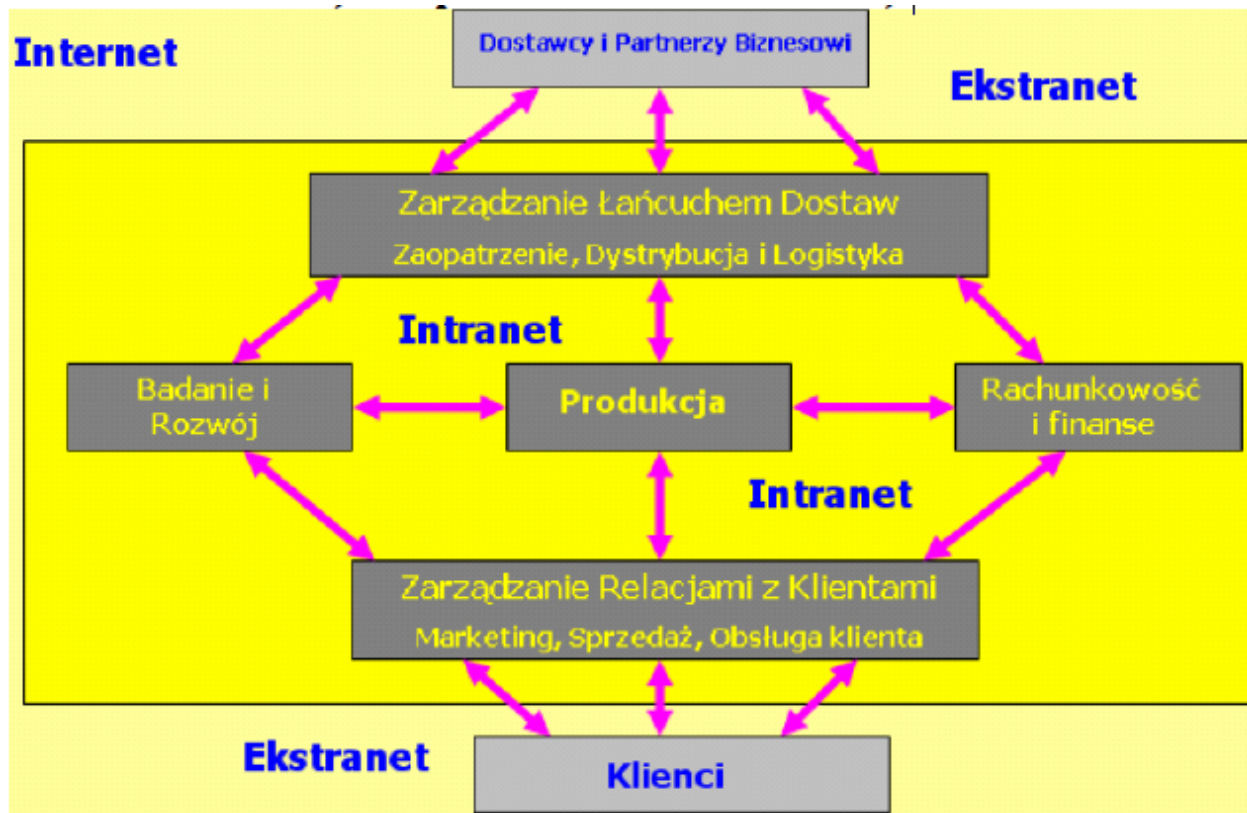 Internet
Dostawcy i Partnerzy Biznesowi
Ekstranet
Zarządzanie Łańcuchem Dostaw
Zaopatrzenie, Dystrybucja i Logistyka
Intranet
Badanie i
Rozwój
Produkcja
Rachunkowość
i finanse
Intranet
Zarządzanie Relacjami z Klientami
Marketing, Sprzedaż, Obsługa klienta
Ekstranet
Klienci